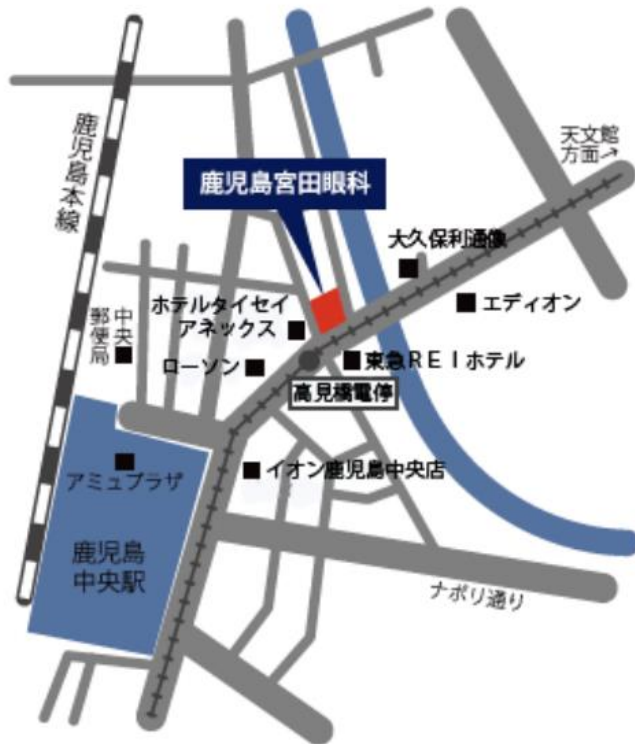 天文館
方面→
鹿児島本線
鹿児島宮田眼科
大久保利通像
エディオン
中央
郵便局
ホテルタイセイ
アネックス
ローソン
東急REIホテル
高見橋電停
アミュプラザ
イオン鹿児島中央店
鹿児島
中央駅
ナポリ通り